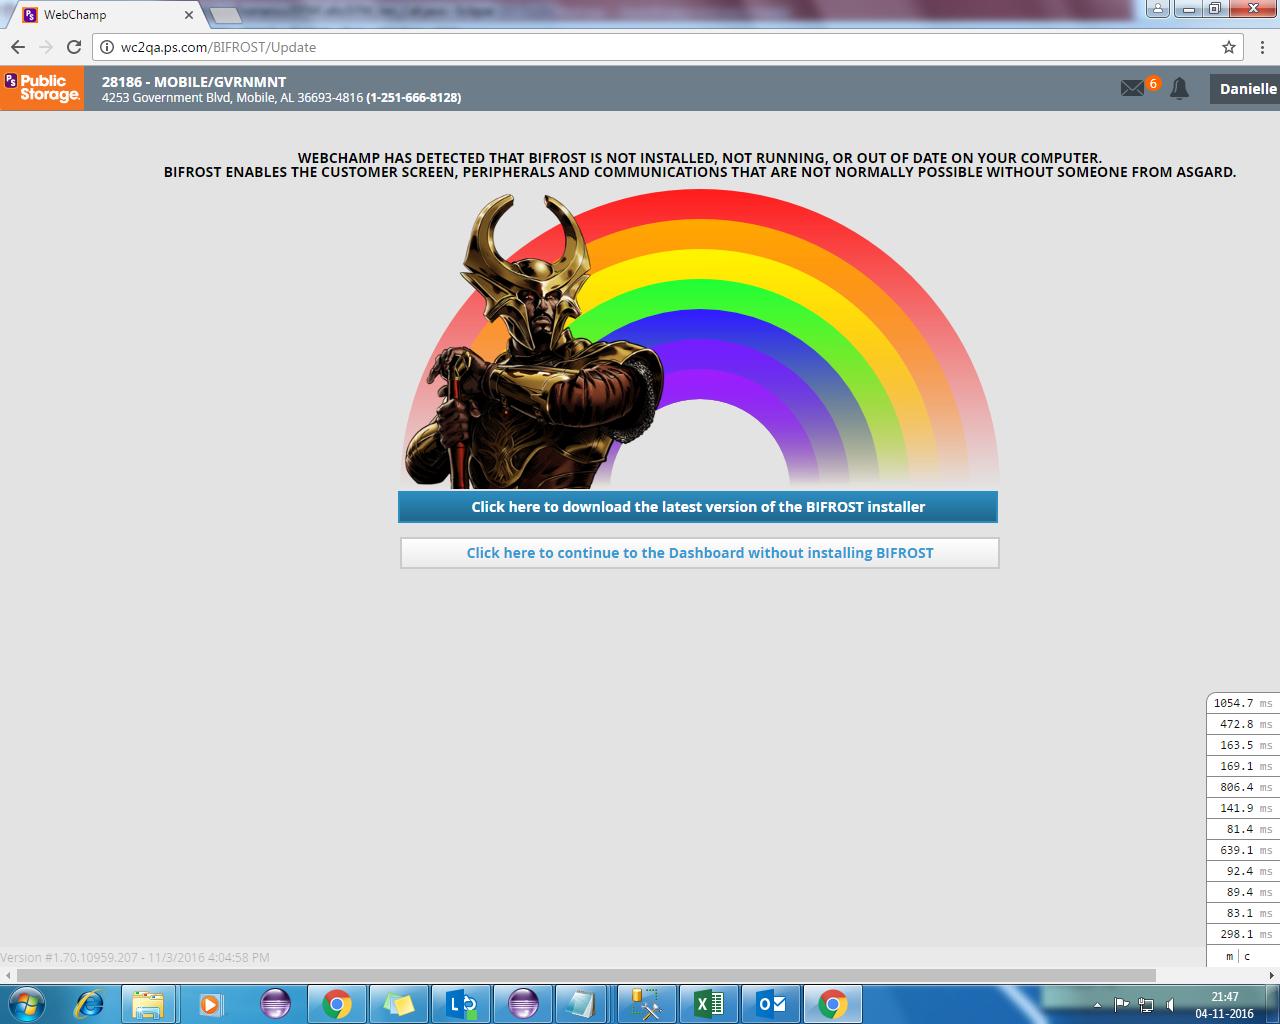 WebChamp
wc2qa.ps.com/BIFROST/Update
PS Public Storage.
28186 - MOBILE/GVRNMNT
4253 Government Blvd, Mobile, AL 36693-4816 (1-251-666-8128)
6
Danielle
WEBCHAMP HAS DETECTED THAT BIFROST IS NOT INSTALLED, NOT RUNNING, OR OUT OF DATE ON YOUR COMPUTER.
BIFROST ENABLES THE CUSTOMER SCREEN, PERIPHERALS AND COMMUNICATIONS THAT ARE NOT NORMALLY POSSIBLE WITHOUT SOMEONE FROM ASGARD.
Click here to download the latest version of the BIFROST installer
Click here to continue to the Dashboard without installing BIFROST
1054.7 ms
472.8 ms
163.5 ms
169.1 ms
806.4 ms
141.9 ms
81.4 ms
639.1 ms
92.4 ms
89.4 ms
83.1 ms
298.1 ms
m | c
Version #1.70.10959.207 - 11/3/2016 4:04:58 PM
21:47
04-11-2016